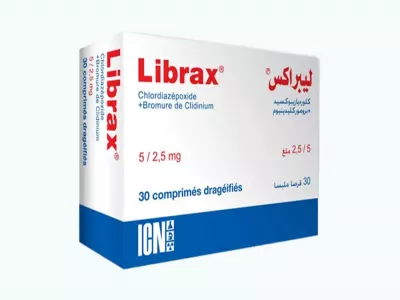 Librax®
Chlordiazépoxide
+Bromure de Clidinium
5 / 2,5 mg
30 comprimés dragéifiés
ICN
ليبراكس®
كلورديازيبوكسيد
+برومور كليدينيوم
5 / 2,5 ملغ
30 قرصا ملبسا
Librax®
Chlordiazépoxide
+Bromure de Clidinium
5 / 2,5 mg
30 comprimés dragéifiés